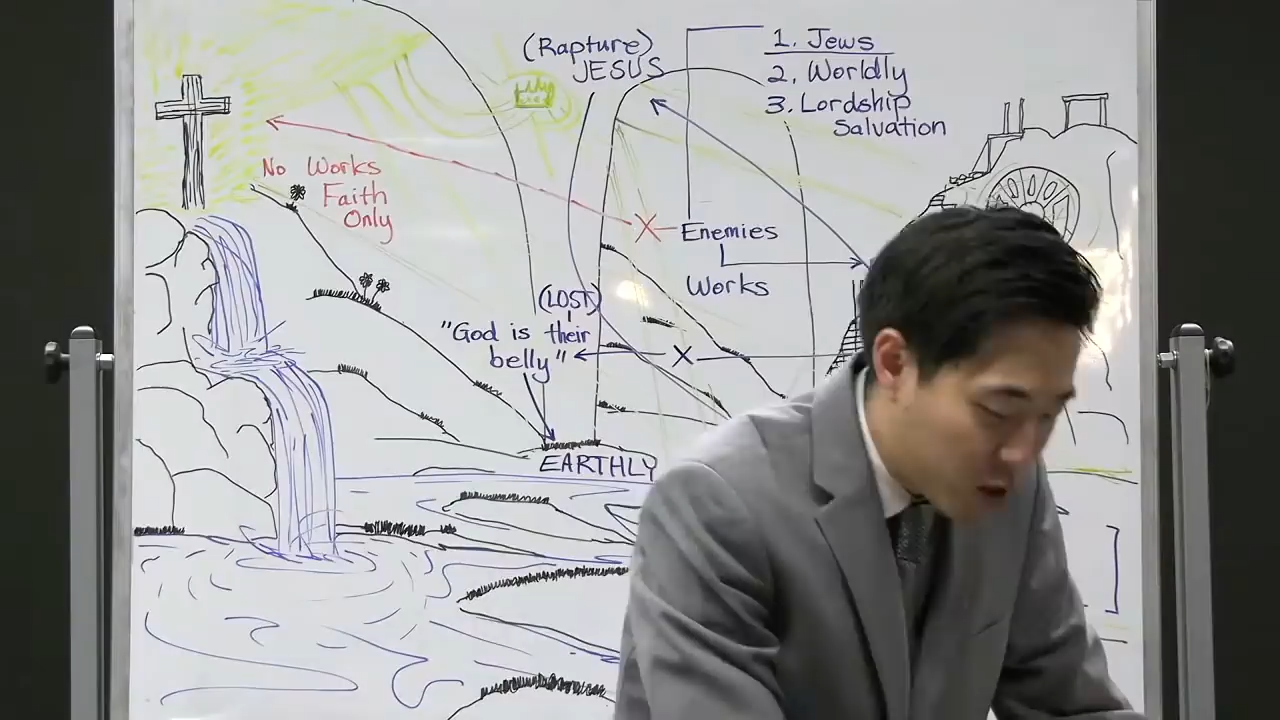 (Rapture)
JESUS
1. Jews
2. Worldly
3. Lordship
Salvation
No Works
Faith
Only
X
Enemies
Works
(LOST)
"God is their
belly"
X
EARTHLY
]